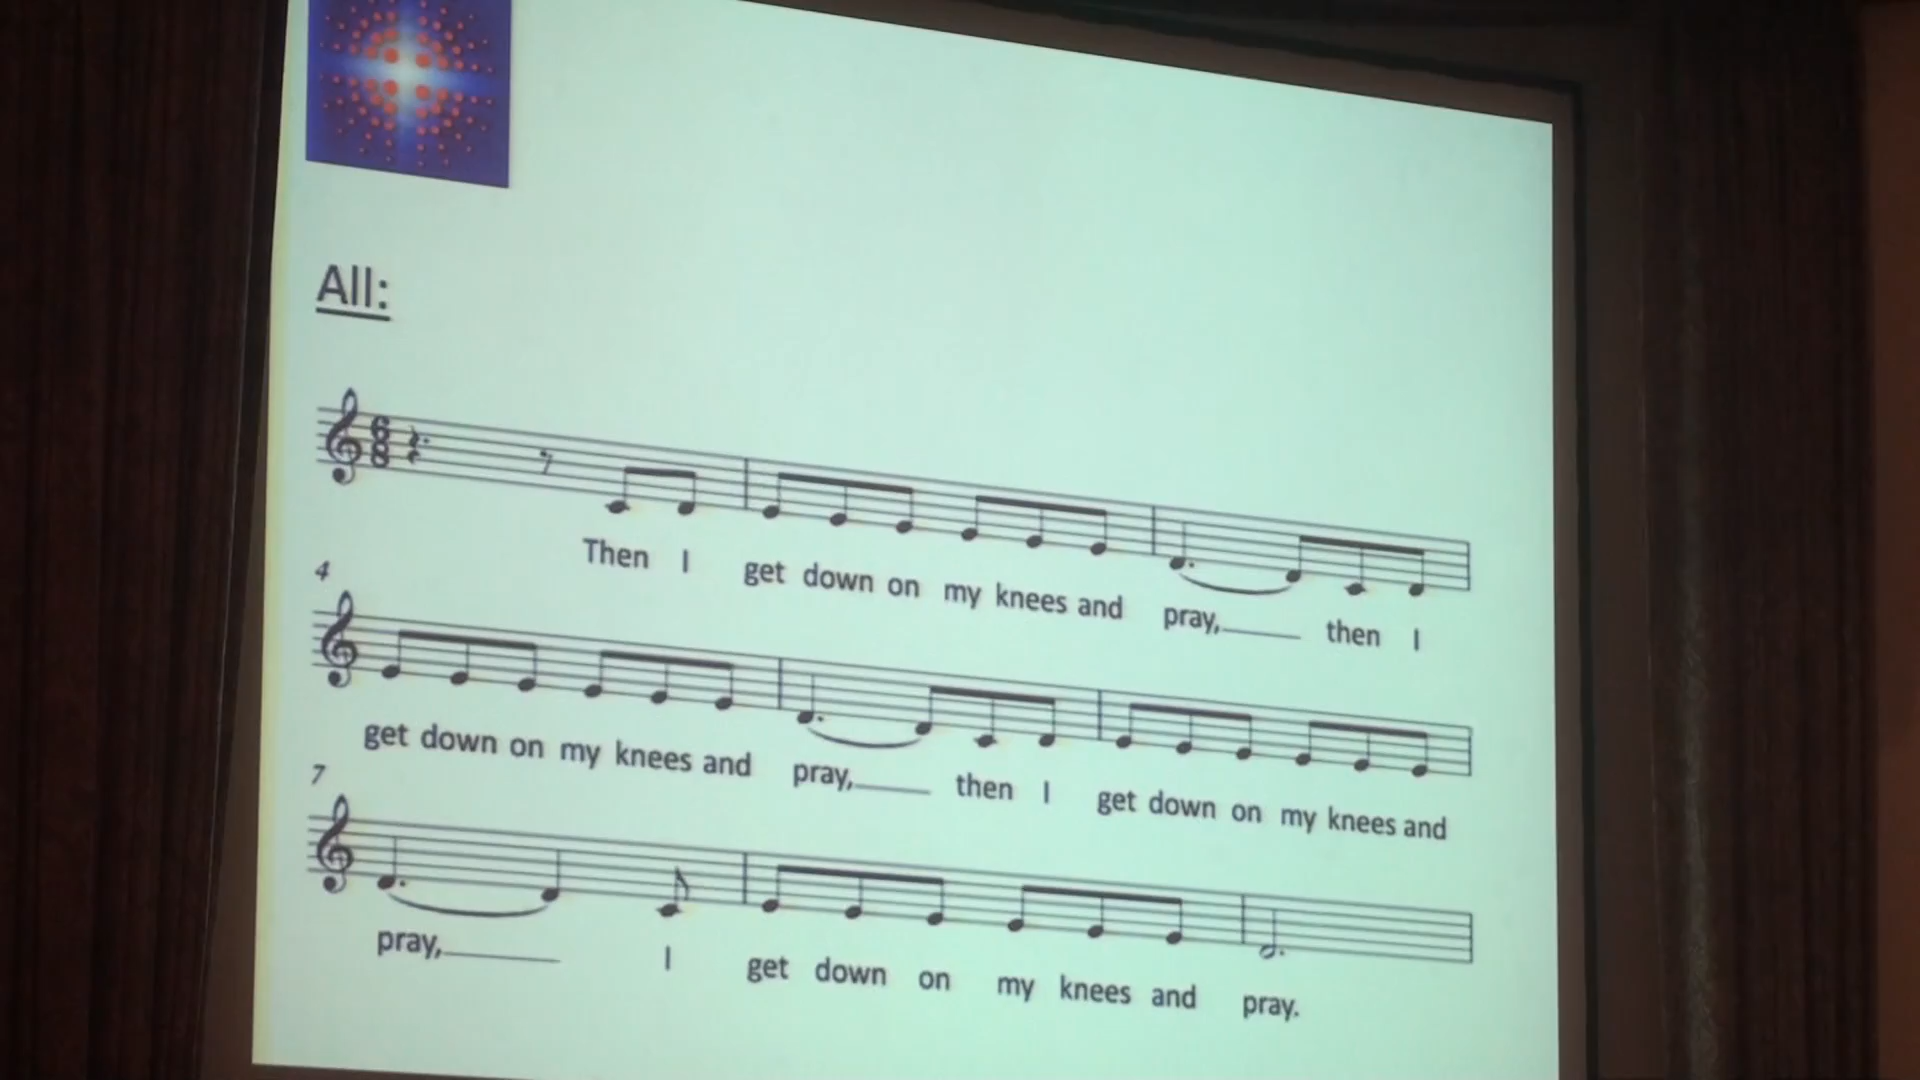 All:
Then I get down on my knees and pray, then I
4
get down on my knees and pray, then I get down on my knees and
7
pray, I get down on my knees and pray.